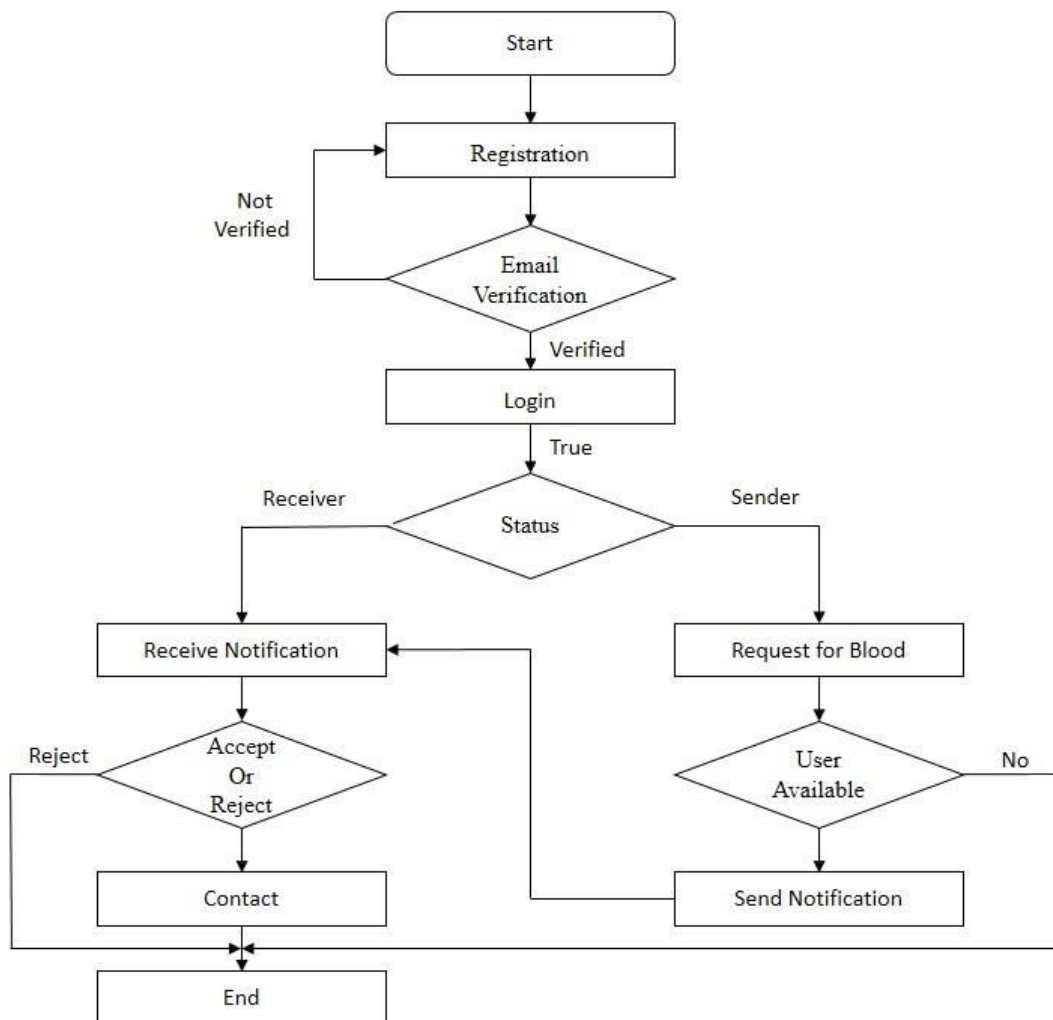 Start
Registration
Not
Verified
Email
Verification
Verified
Login
True
Receiver
Status
Sender
Receive Notification
Request for Blood
Reject
Accept
Or
Reject
User
Available
No
Contact
Send Notification
End